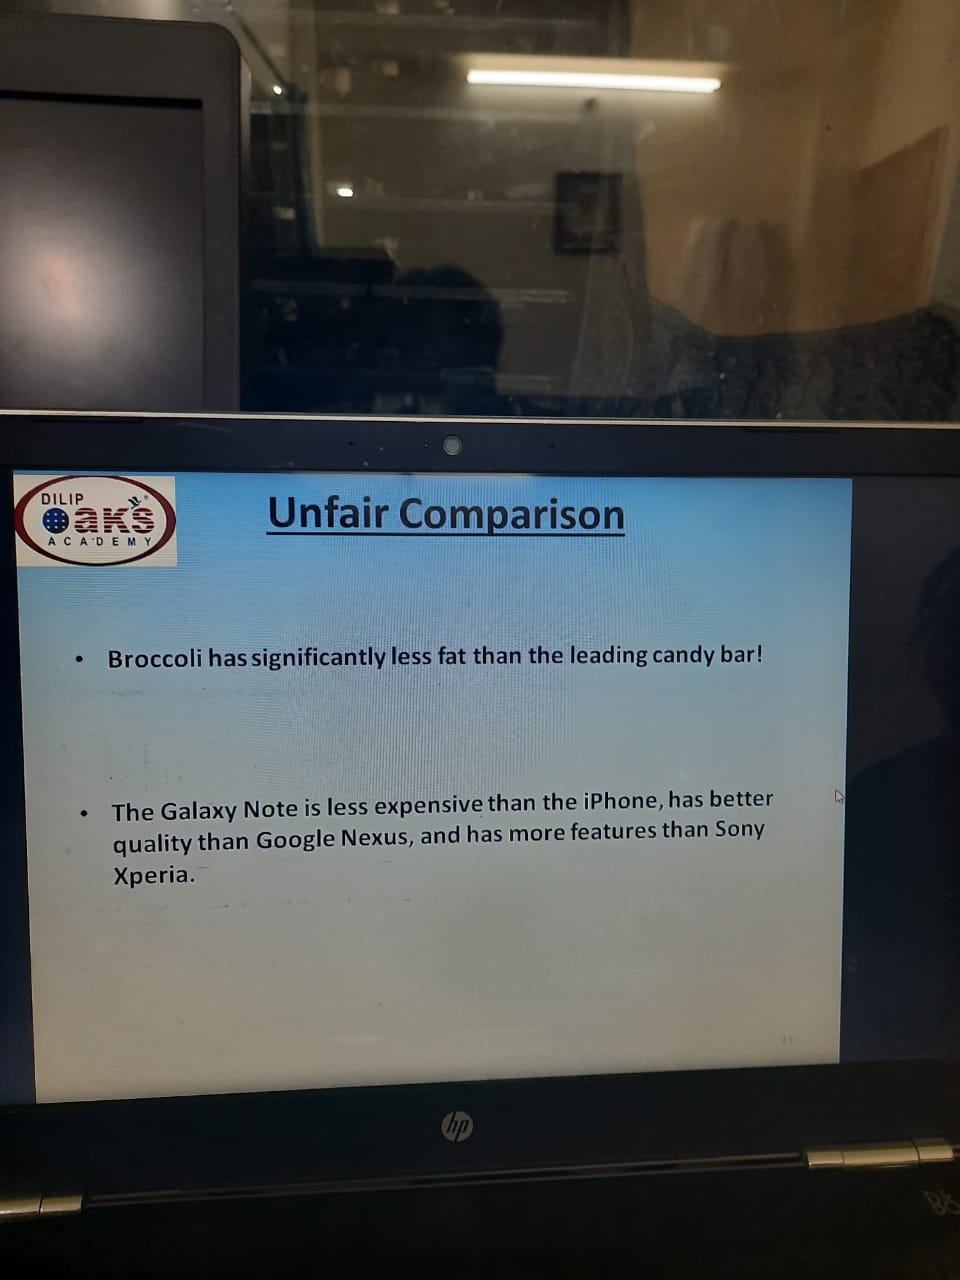 DILIP
aks
ACADEMY
Unfair Comparison
• Broccoli has significantly less fat than the leading candy bar!
• The Galaxy Note is less expensive than the iPhone, has better
quality than Google Nexus, and has more features than Sony
Xperia.
hp